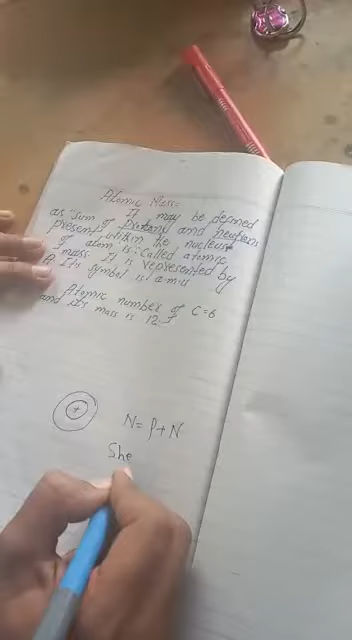 Atomic Mass=
It may be defined
as sum of protons and neutrons
present within the nucleus
of atom is called atomic
mass. It is represented by
A Its symbol is a.m.u
Atomic number of C=6
and its mass is 12.
+
N= P+N
She